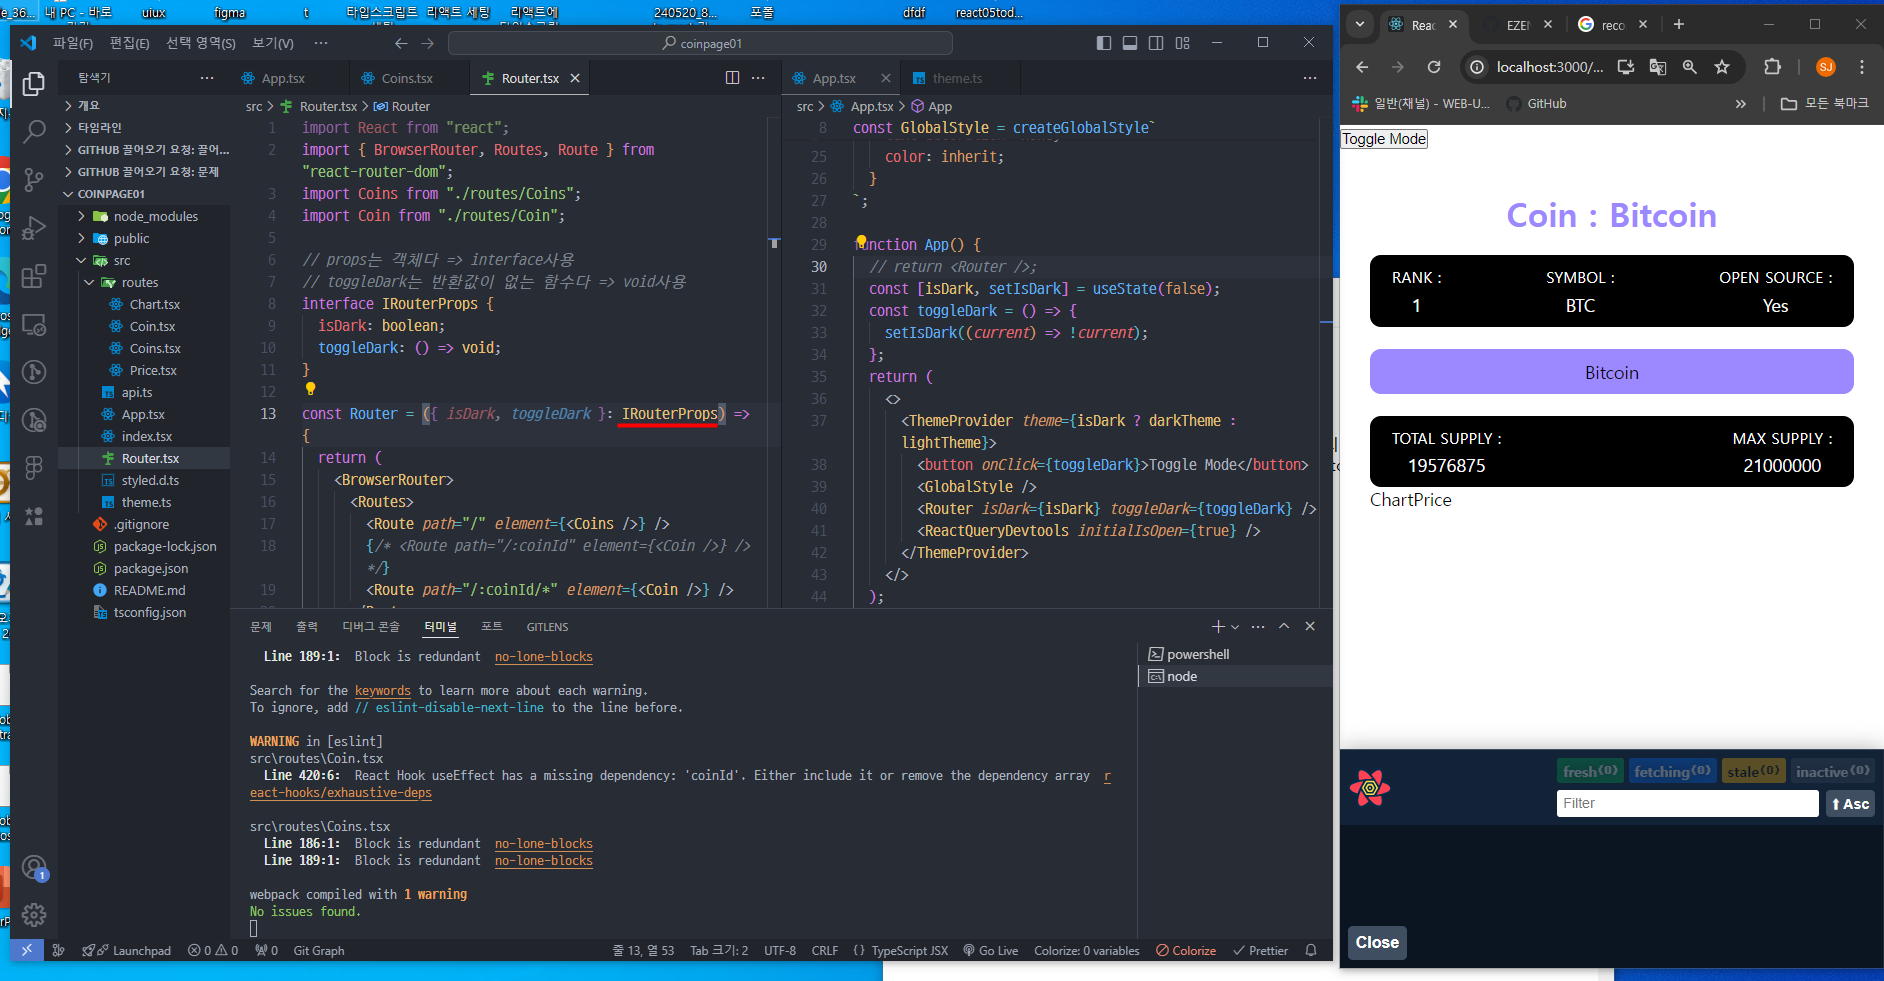 내 PC - 바로
uiux
figma
t
타입스크립트
리액트 세팅
리액트에
240520_8...
포폴
dfdf
react05tod...
파일(F)
편집(E)
선택 영역(S)
보기(V)
coinpage01
탐색기
개요
타임라인
GITHUB 끌어오기 요청: 끌어...
GITHUB 끌어오기 요청: 문제
COINPAGE01
node_modules
public
src
routes
Chart.tsx
Coin.tsx
Coins.tsx
Price.tsx
api.ts
App.tsx
index.tsx
Router.tsx
styled.d.ts
theme.ts
.gitignore
package-lock.json
package.json
README.md
tsconfig.json
App.tsx
Coins.tsx
Router.tsx
src > Router.tsx > Router
1 import React from "react";
2 import { BrowserRouter, Routes, Route } from
"react-router-dom";
3 import Coins from "./routes/Coins";
4 import Coin from "./routes/Coin";
5
6 // props는 객체다 => interface사용
7 // toggleDark는 반환값이 없는 함수다 => void사용
8 interface IRouterProps {
9 isDark: boolean;
10 toggleDark: () => void;
11 }
12
13 const Router = ({ isDark, toggleDark }: IRouterProps) =>
{
14 return (
15 <BrowserRouter>
16 <Routes>
17 <Route path="/" element={<Coins />} />
18 {/* <Route path="/:coinId" element={<Coin />} />
*/}
19 <Route path="/:coinId/*" element={<Coin />} />
App.tsx
theme.ts
src > App.tsx > App
8 const GlobalStyle = createGlobalStyle`
25 color: inherit;
26 }
27 `;
28
29 function App() {
30 // return <Router />;
31 const [isDark, setIsDark] = useState(false);
32 const toggleDark = () => {
33 setIsDark((current) => !current);
34 };
35 return (
36 <>
37 <ThemeProvider theme={isDark ? darkTheme :
lightTheme}>
38 <button onClick={toggleDark}>Toggle Mode</button>
39 <GlobalStyle />
40 <Router isDark={isDark} toggleDark={toggleDark} />
41 <ReactQueryDevtools initialIsOpen={true} />
42 </ThemeProvider>
43 </>
44 );
문제
출력
디버그 콘솔
터미널
포트
GITLENS
Line 189:1: Block is redundant no-lone-blocks
Search for the keywords to learn more about each warning.
To ignore, add // eslint-disable-next-line to the line before.
WARNING in [eslint]
src\routes\Coin.tsx
Line 420:6: React Hook useEffect has a missing dependency: 'coinId'. Either include it or remove the dependency array r
eact-hooks/exhaustive-deps
src\routes\Coins.tsx
Line 186:1: Block is redundant no-lone-blocks
Line 189:1: Block is redundant no-lone-blocks
webpack compiled with 1 warning
No issues found.
powershell
node
1
Launchpad
0 0
0
Git Graph
줄 13, 열 53
Tab 크기: 2
UTF-8
CRLF
{ } TypeScript JSX
Go Live
Colorize: 0 variables
Colorize
Prettier
Reac
EZEN
reco
localhost:3000/...
SJ
일반(채널) - WEB-U...
GitHub
모든 북마크
Toggle Mode
Coin : Bitcoin
RANK : SYMBOL : OPEN SOURCE :
1 BTC Yes
Bitcoin
TOTAL SUPPLY : MAX SUPPLY :
19576875 21000000
ChartPrice
fresh(0) fetching(0) stale(0) inactive(0)
Filter
Asc
Close